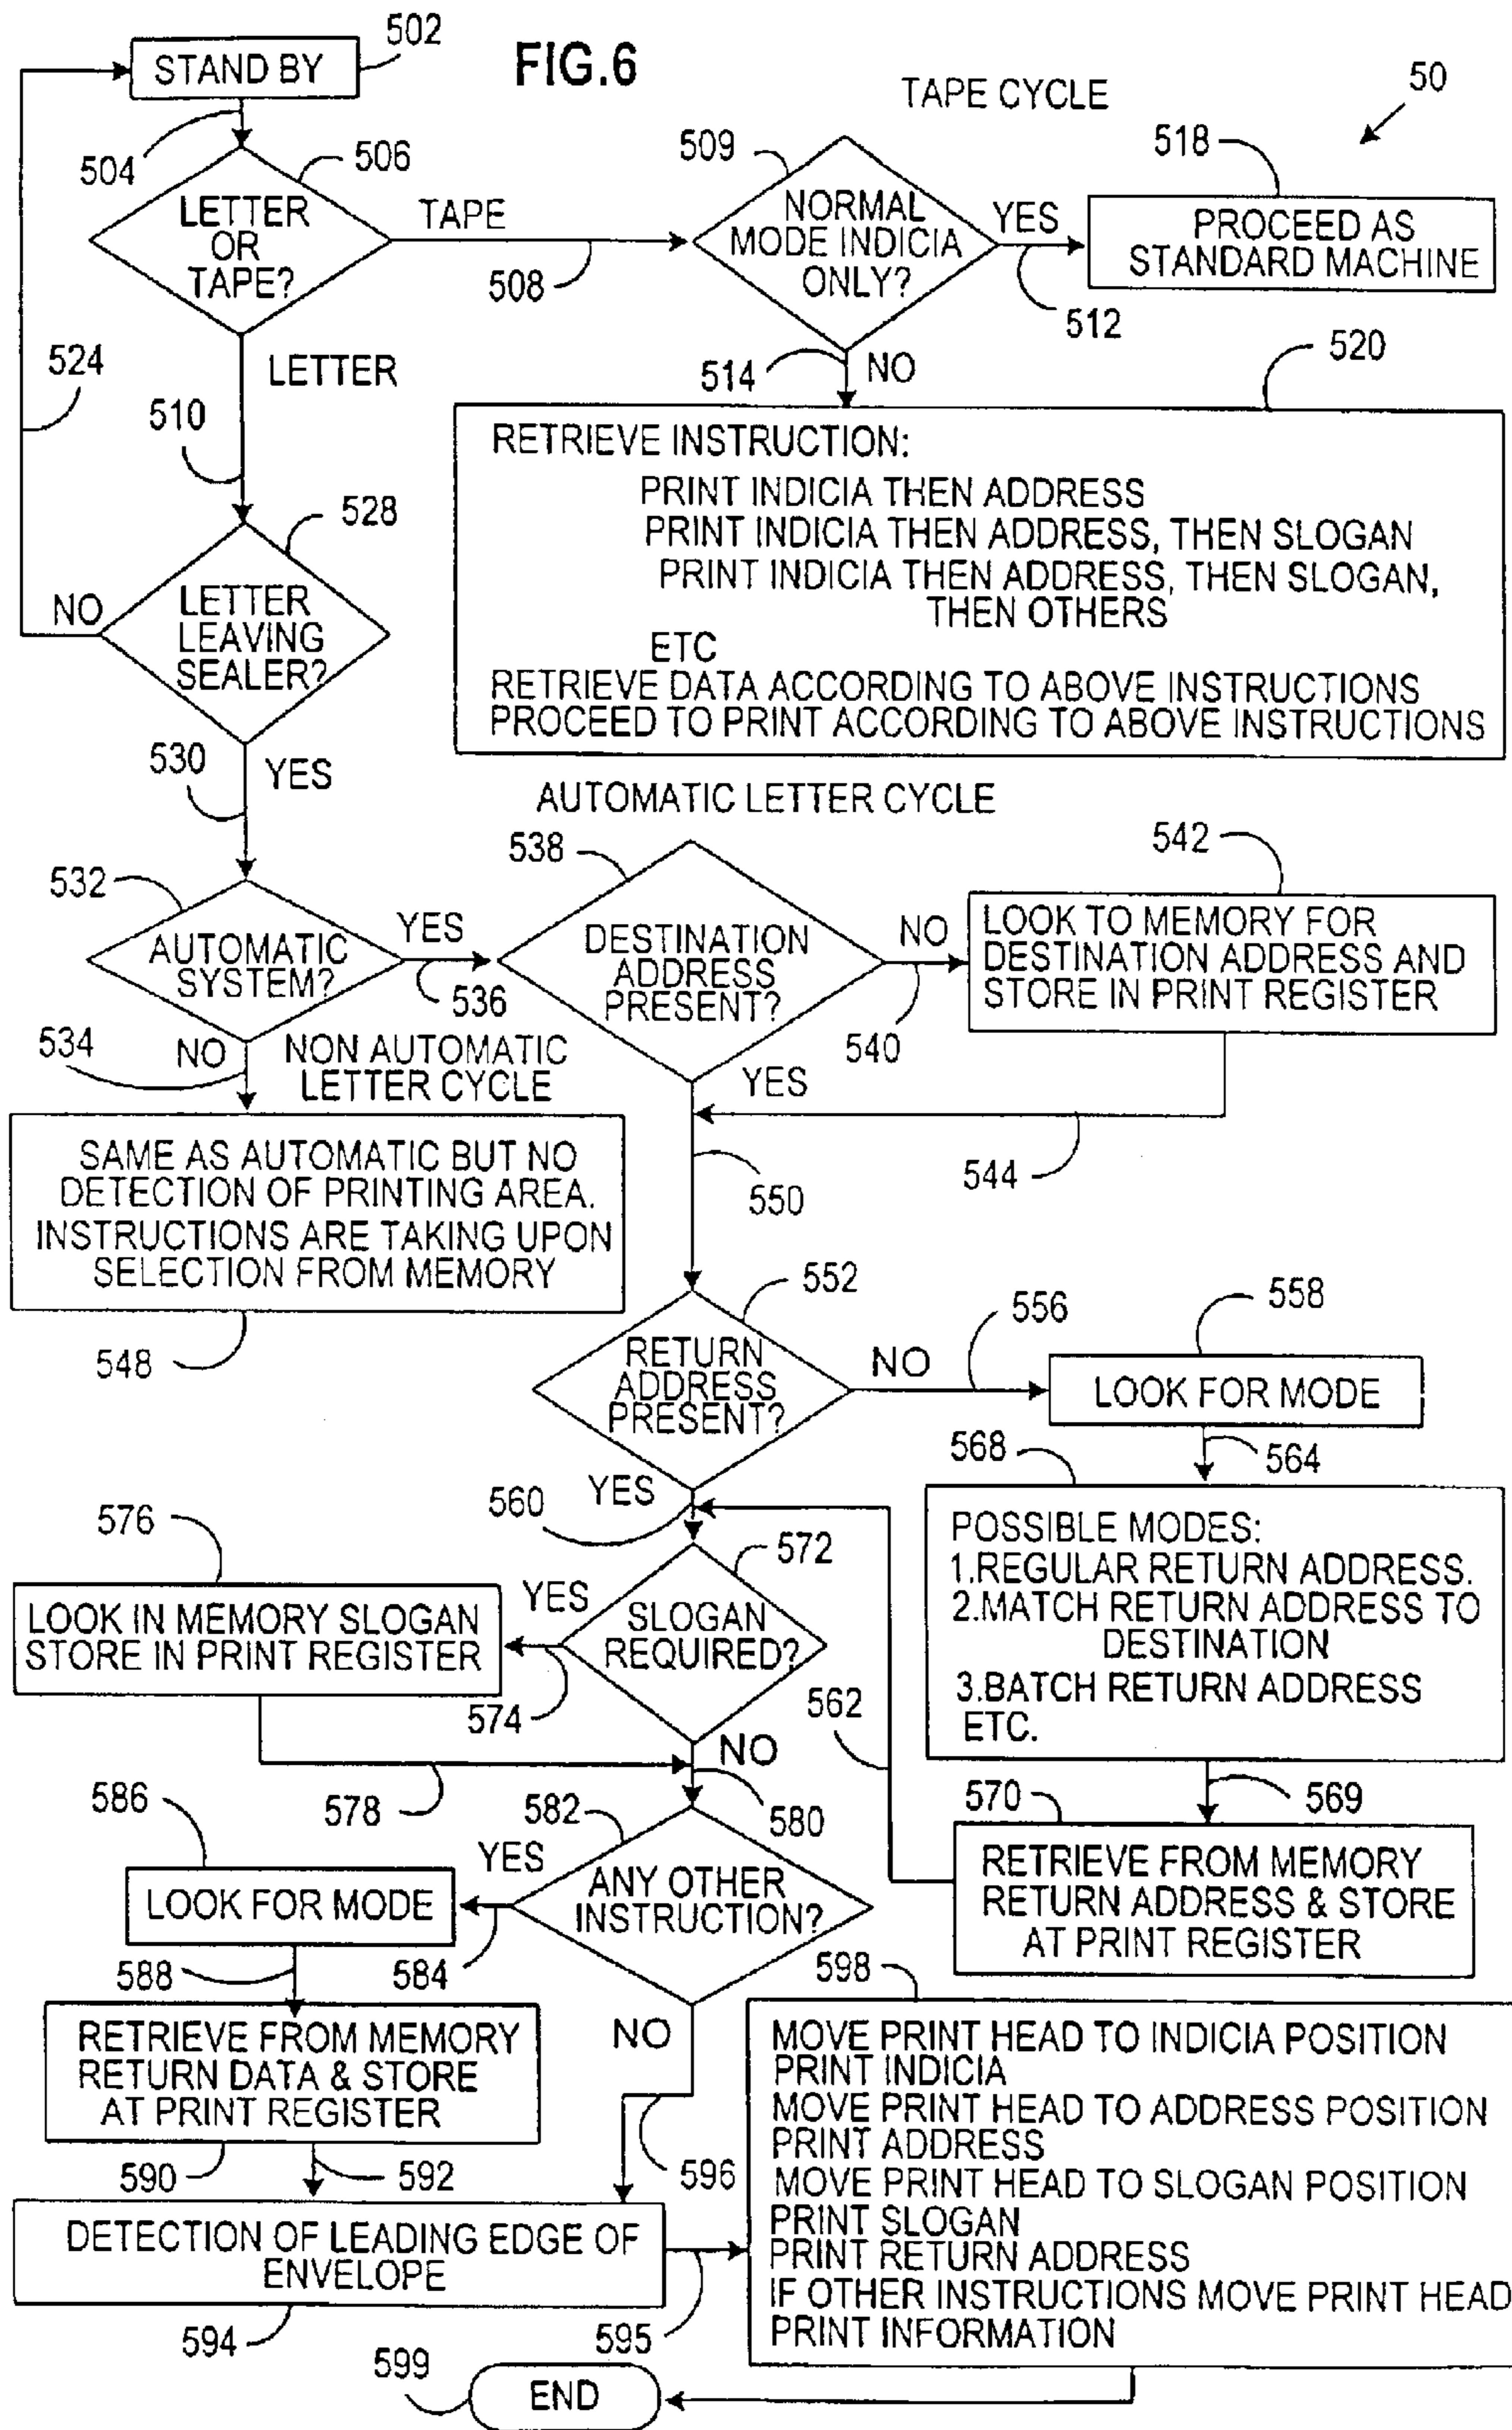 502
FIG.6
STAND BY
TAPE CYCLE
50
504
506
509
518
LETTER
OR
TAPE?
TAPE
508
NORMAL
MODE INDICIA
ONLY?
YES
512
PROCEED AS
STANDARD MACHINE
524
LETTER
510
514
NO
520
RETRIEVE INSTRUCTION:
PRINT INDICIA THEN ADDRESS
PRINT INDICIA THEN ADDRESS, THEN SLOGAN
PRINT INDICIA THEN ADDRESS, THEN SLOGAN,
THEN OTHERS
ETC
RETRIEVE DATA ACCORDING TO ABOVE INSTRUCTIONS
PROCEED TO PRINT ACCORDING TO ABOVE INSTRUCTIONS
528
NO
LETTER
LEAVING
SEALER?
530
YES
AUTOMATIC LETTER CYCLE
532
538
542
AUTOMATIC
SYSTEM?
YES
536
DESTINATION
ADDRESS
PRESENT?
NO
540
LOOK TO MEMORY FOR
DESTINATION ADDRESS AND
STORE IN PRINT REGISTER
534
NO
NON AUTOMATIC
LETTER CYCLE
YES
544
550
SAME AS AUTOMATIC BUT NO
DETECTION OF PRINTING AREA.
INSTRUCTIONS ARE TAKING UPON
SELECTION FROM MEMORY
548
552
556
558
RETURN
ADDRESS
PRESENT?
NO
LOOK FOR MODE
568
564
560
YES
POSSIBLE MODES:
1.REGULAR RETURN ADDRESS.
2.MATCH RETURN ADDRESS TO
DESTINATION
3.BATCH RETURN ADDRESS
ETC.
576
572
YES
LOOK IN MEMORY SLOGAN
STORE IN PRINT REGISTER
SLOGAN
REQUIRED?
574
562
NO
578
580
570
569
586
582
YES
LOOK FOR MODE
ANY OTHER
INSTRUCTION?
RETRIEVE FROM MEMORY
RETURN ADDRESS & STORE
AT PRINT REGISTER
588
584
598
RETRIEVE FROM MEMORY
RETURN DATA & STORE
AT PRINT REGISTER
NO
590
592
596
MOVE PRINT HEAD TO INDICIA POSITION
PRINT INDICIA
MOVE PRINT HEAD TO ADDRESS POSITION
PRINT ADDRESS
MOVE PRINT HEAD TO SLOGAN POSITION
PRINT SLOGAN
PRINT RETURN ADDRESS
IF OTHER INSTRUCTIONS MOVE PRINT HEAD
PRINT INFORMATION
DETECTION OF LEADING EDGE OF
ENVELOPE
594
595
599
END